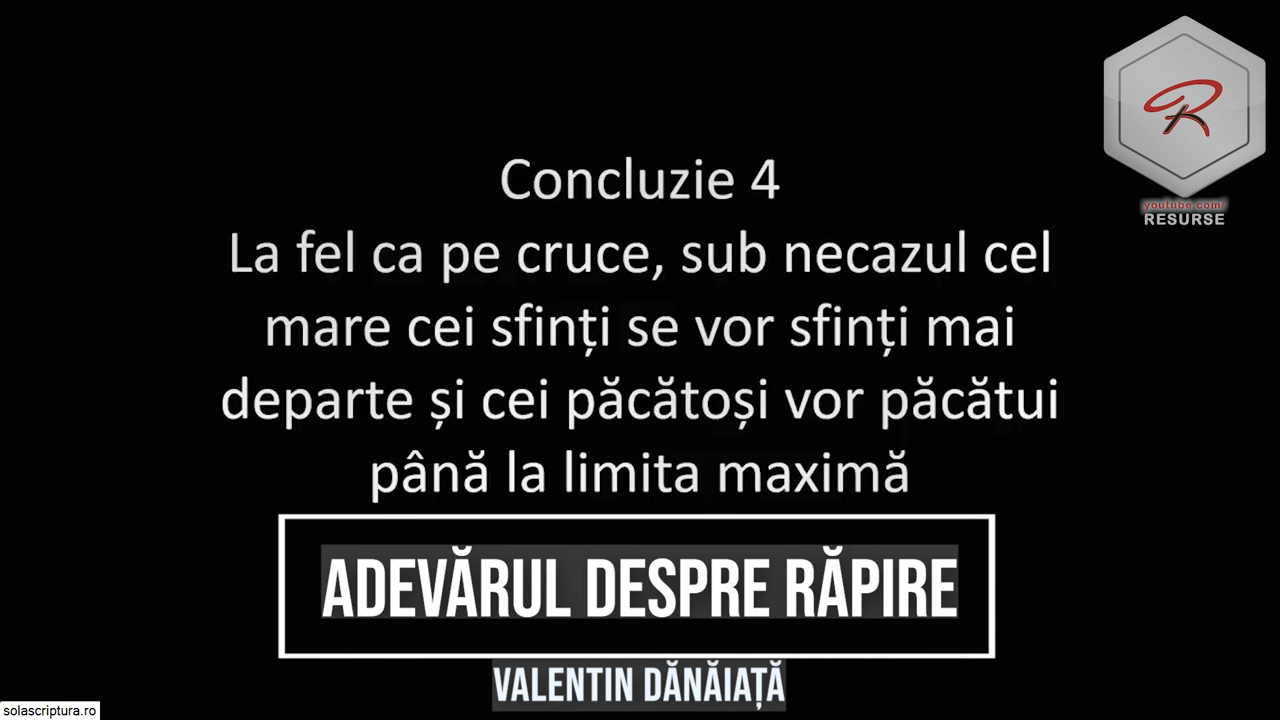 Concluzie 4
La fel ca pe cruce, sub necazul cel
mare cei sfinți se vor sfinți mai
departe și cei păcătoși vor păcătui
până la limita maximă
ADEVĂRUL DESPRE RĂPIRE
VALENTIN DĂNĂIAȚĂ
R
youtube.com/
RESURSE
solascriptura.ro